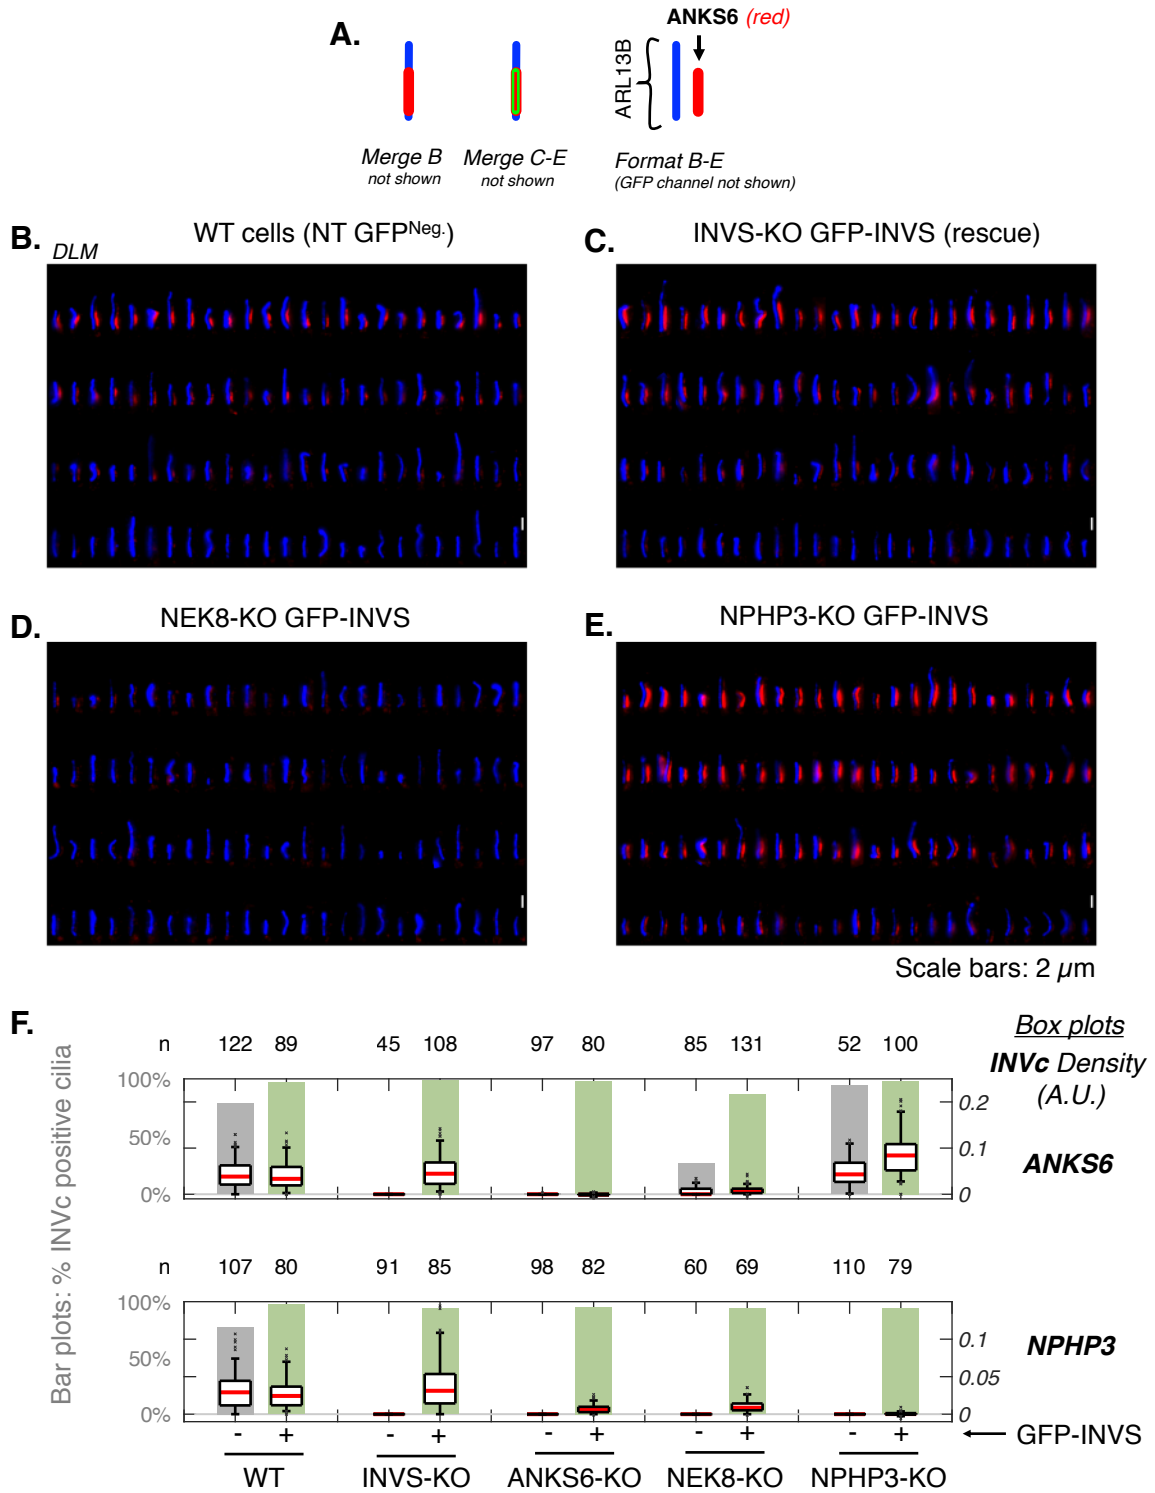 A.
ANKS6 (red)
ARL13B
Merge B
not shown
Merge C-E
not shown
Format B-E
(GFP channel not shown)
B.
DLM
WT cells (NT GFPNeg.)
C.
INVS-KO GFP-INVS (rescue)
D.
NEK8-KO GFP-INVS
E.
NPHP3-KO GFP-INVS
Scale bars: 2 µm
F.
Box plots
INVc Density
(A.U.)
Bar plots: % INVc positive cilia
n 122 89 45 108 97 80 85 131 52 100
100%
50%
0%
0.2
0.1
0
ANKS6
n 107 80 91 85 98 82 60 69 110 79
100%
50%
0%
0.1
0.05
0
NPHP3
- + - + - + - + - +
GFP-INVS
WT INVS-KO ANKS6-KO NEK8-KO NPHP3-KO